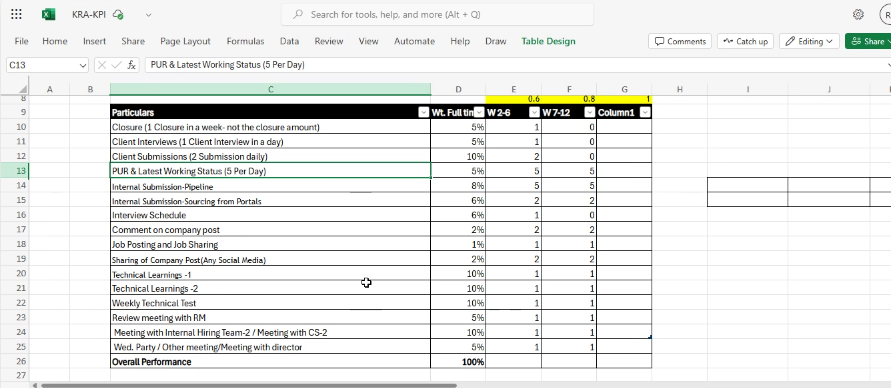 KRA-KPI
Search for tools, help, and more (Alt + Q)
File Home Insert Share Page Layout Formulas Data Review View Automate Help Draw Table Design
Comments Catch up Editing Share
C13 fx PUR & Latest Working Status (5 Per Day)
A B C D E F G H I J
8 0.6 0.8 1
9 Particulars Wt. Full tin W 2-6 W 7-12 Column1
10 Closure (1 Closure in a week- not the closure amount) 5% 1 0
11 Client Interviews (1 Client Interview in a day) 5% 1 0
12 Client Submissions (2 Submission daily) 10% 2 0
13 PUR & Latest Working Status (5 Per Day) 5% 5 5
14 Internal Submission-Pipeline 8% 5 5
15 Internal Submission-Sourcing from Portals 6% 2 2
16 Interview Schedule 6% 1 0
17 Comment on company post 2% 2 2
18 Job Posting and Job Sharing 1% 1 1
19 Sharing of Company Post(Any Social Media) 2% 2 2
20 Technical Learnings -1 10% 1 1
21 Technical Learnings -2 10% 1 1
22 Weekly Technical Test 10% 1 1
23 Review meeting with RM 5% 1 1
24 Meeting with Internal Hiring Team-2 / Meeting with CS-2 10% 1 1
25 Wed. Party / Other meeting/Meeting with director 5% 1 1
26 Overall Performance 100%
27